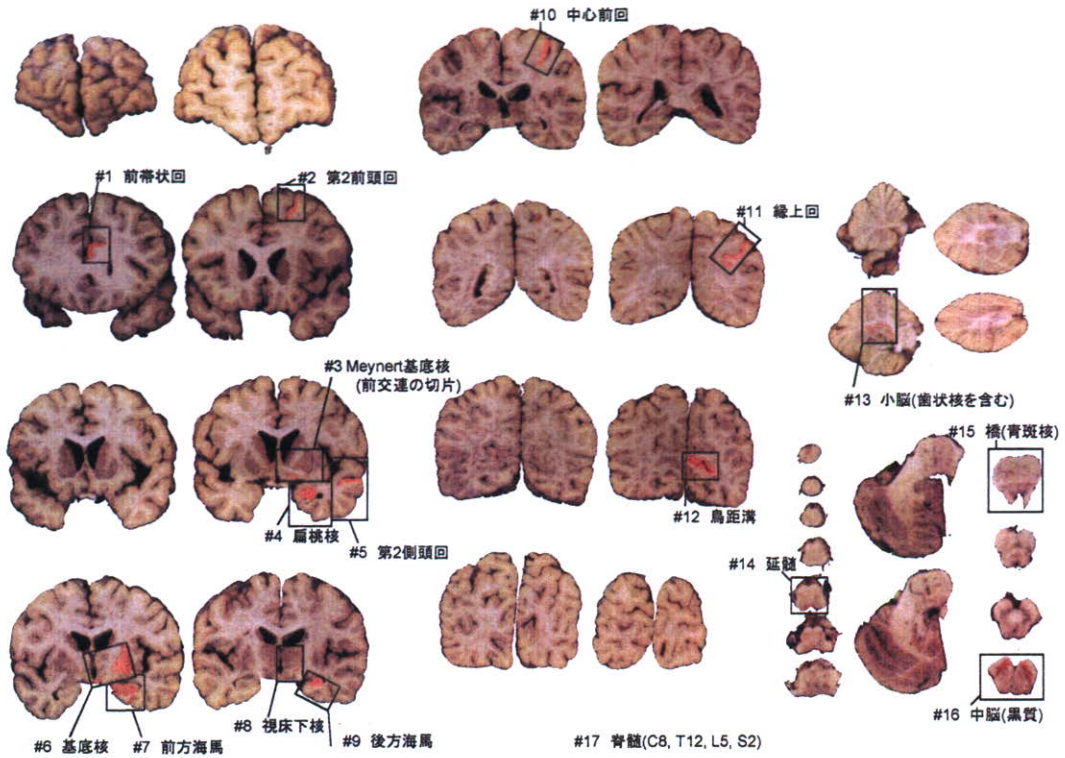 #10 中心前回
#1 前帯状回
#2 第2前頭回
#11 縁上回
#3 Meynert基底核
(前交連の切片)
#13 小脳(歯状核を含む)
#15 橋(青斑核)
#12 鳥距溝
#4 扁桃核
#5 第2側頭回
#14 延髄
#8 視床下核
#16 中脳(黒質)
#6 基底核
#7 前方海馬
#9 後方海馬
#17 脊髄(C8, T12, L5, S2)